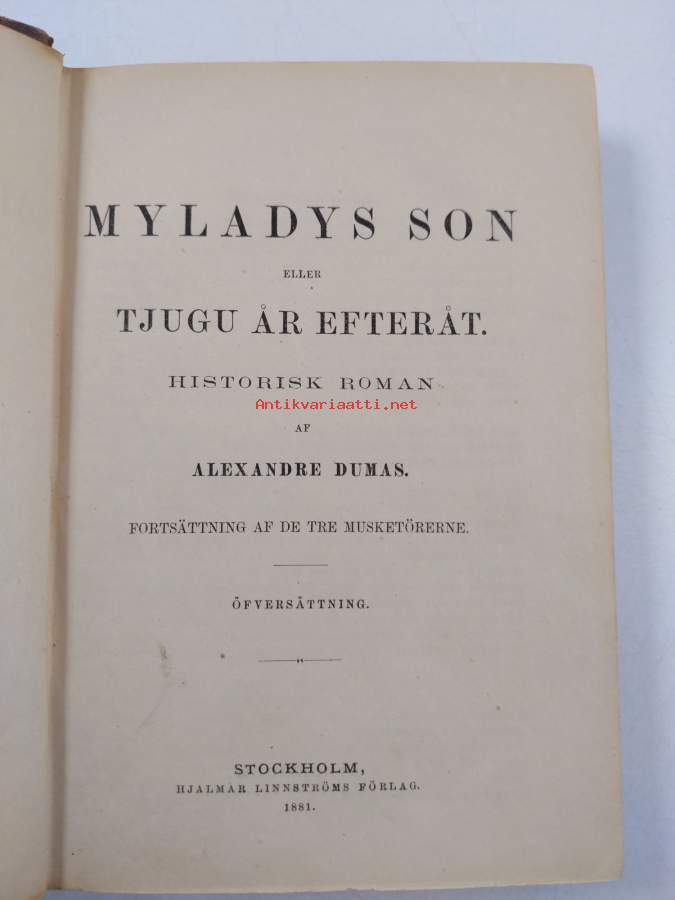 MYLADYS SON
ELLER
TJUGU ÅR EFTERÅT.
HISTORISK ROMAN
Antikvariaatti.net
AF
ALEXANDRE DUMAS.
FORTSÄTTNING AF DE TRE MUSKETÖRERNE.
ÖFVERSÄTTNING.
STOCKHOLM,
HJALMAR LINNSTRÖMS FÖRLAG.
1881.